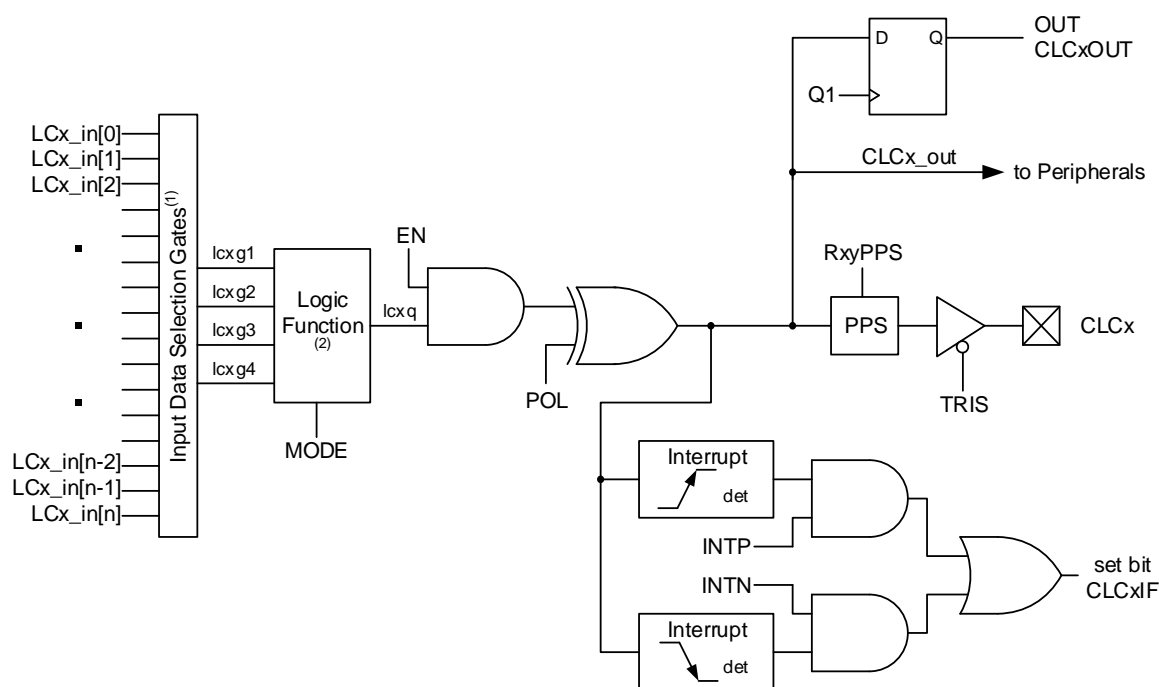 OUT
CLCxOUT
D
Q
Q1
LCx_in[0]
LCx_in[1]
LCx_in[2]
CLCx_out
to Peripherals
Input Data Selection Gates(1)
lcxg1
lcxg2
lcxg3
lcxg4
EN
RxyPPS
Logic
Function
(2)
lcxq
PPS
CLCx
POL
TRIS
MODE
LCx_in[n-2]
LCx_in[n-1]
LCx_in[n]
Interrupt
det
INTP
INTN
set bit
CLCxIF
Interrupt
det